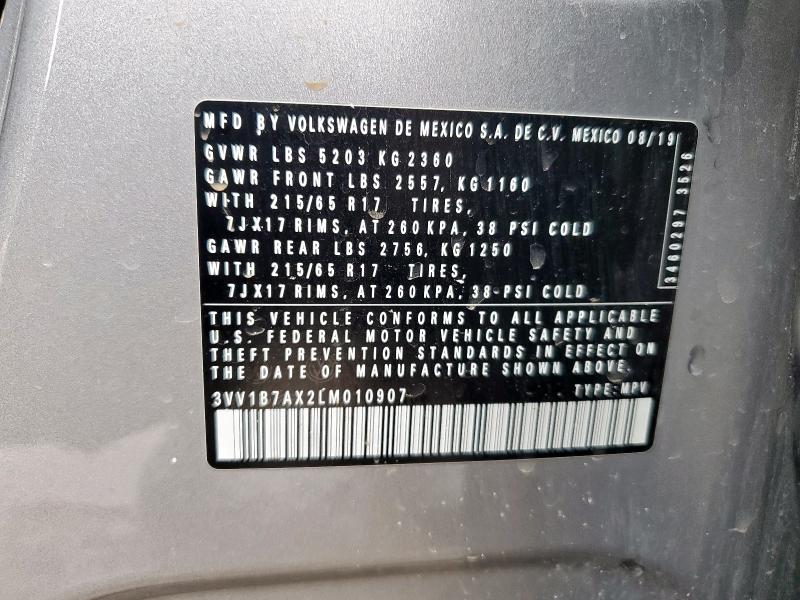 MFD BY VOLKSWAGEN DE MEXICO S.A. DE C.V. MEXICO 08/19
GVWR LBS 5203 KG 2360
GAWR FRONT LBS 2557, KG 1160
WITH 215/65 R17 TIRES,
7JX17 RIMS, AT 260 KPA, 38 PSI COLD
GAWR REAR LBS 2756, KG 1250
WITH 215/65 R17 TIRES,
7JX17 RIMS, AT 260 KPA, 38 PSI COLD
3460297 3526
THIS VEHICLE CONFORMS TO ALL APPLICABLE
U.S. FEDERAL MOTOR VEHICLE SAFETY AND
THEFT PREVENTION STANDARDS IN EFFECT ON
THE DATE OF MANUFACTURE SHOWN ABOVE.
3VV1B7AX2LM010907 TYPE: MPV